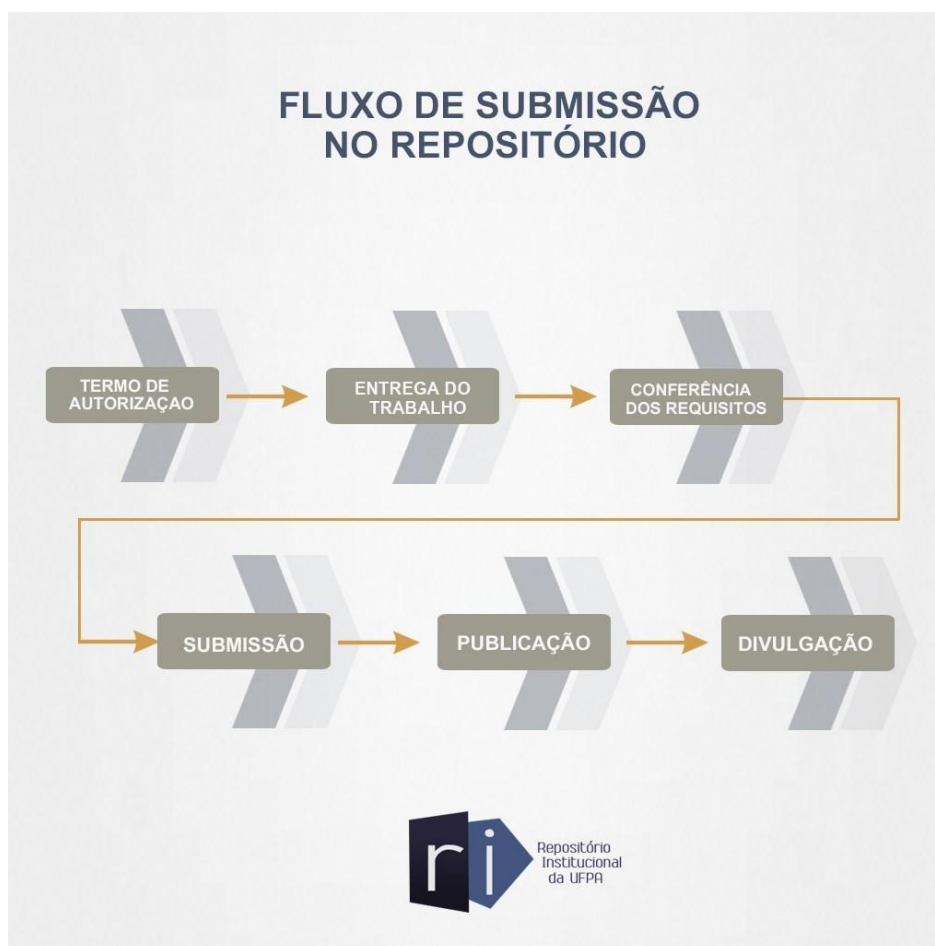 FLUXO DE SUBMISSÃO
NO REPOSITÓRIO
TERMO DE
AUTORIZAÇAO
ENTREGA DO
TRABALHO
CONFERÊNCIA
DOS REQUISITOS
SUBMISSÃO
PUBLICAÇÃO
DIVULGAÇÃO
ri
Repositório
Institucional
da UFPA